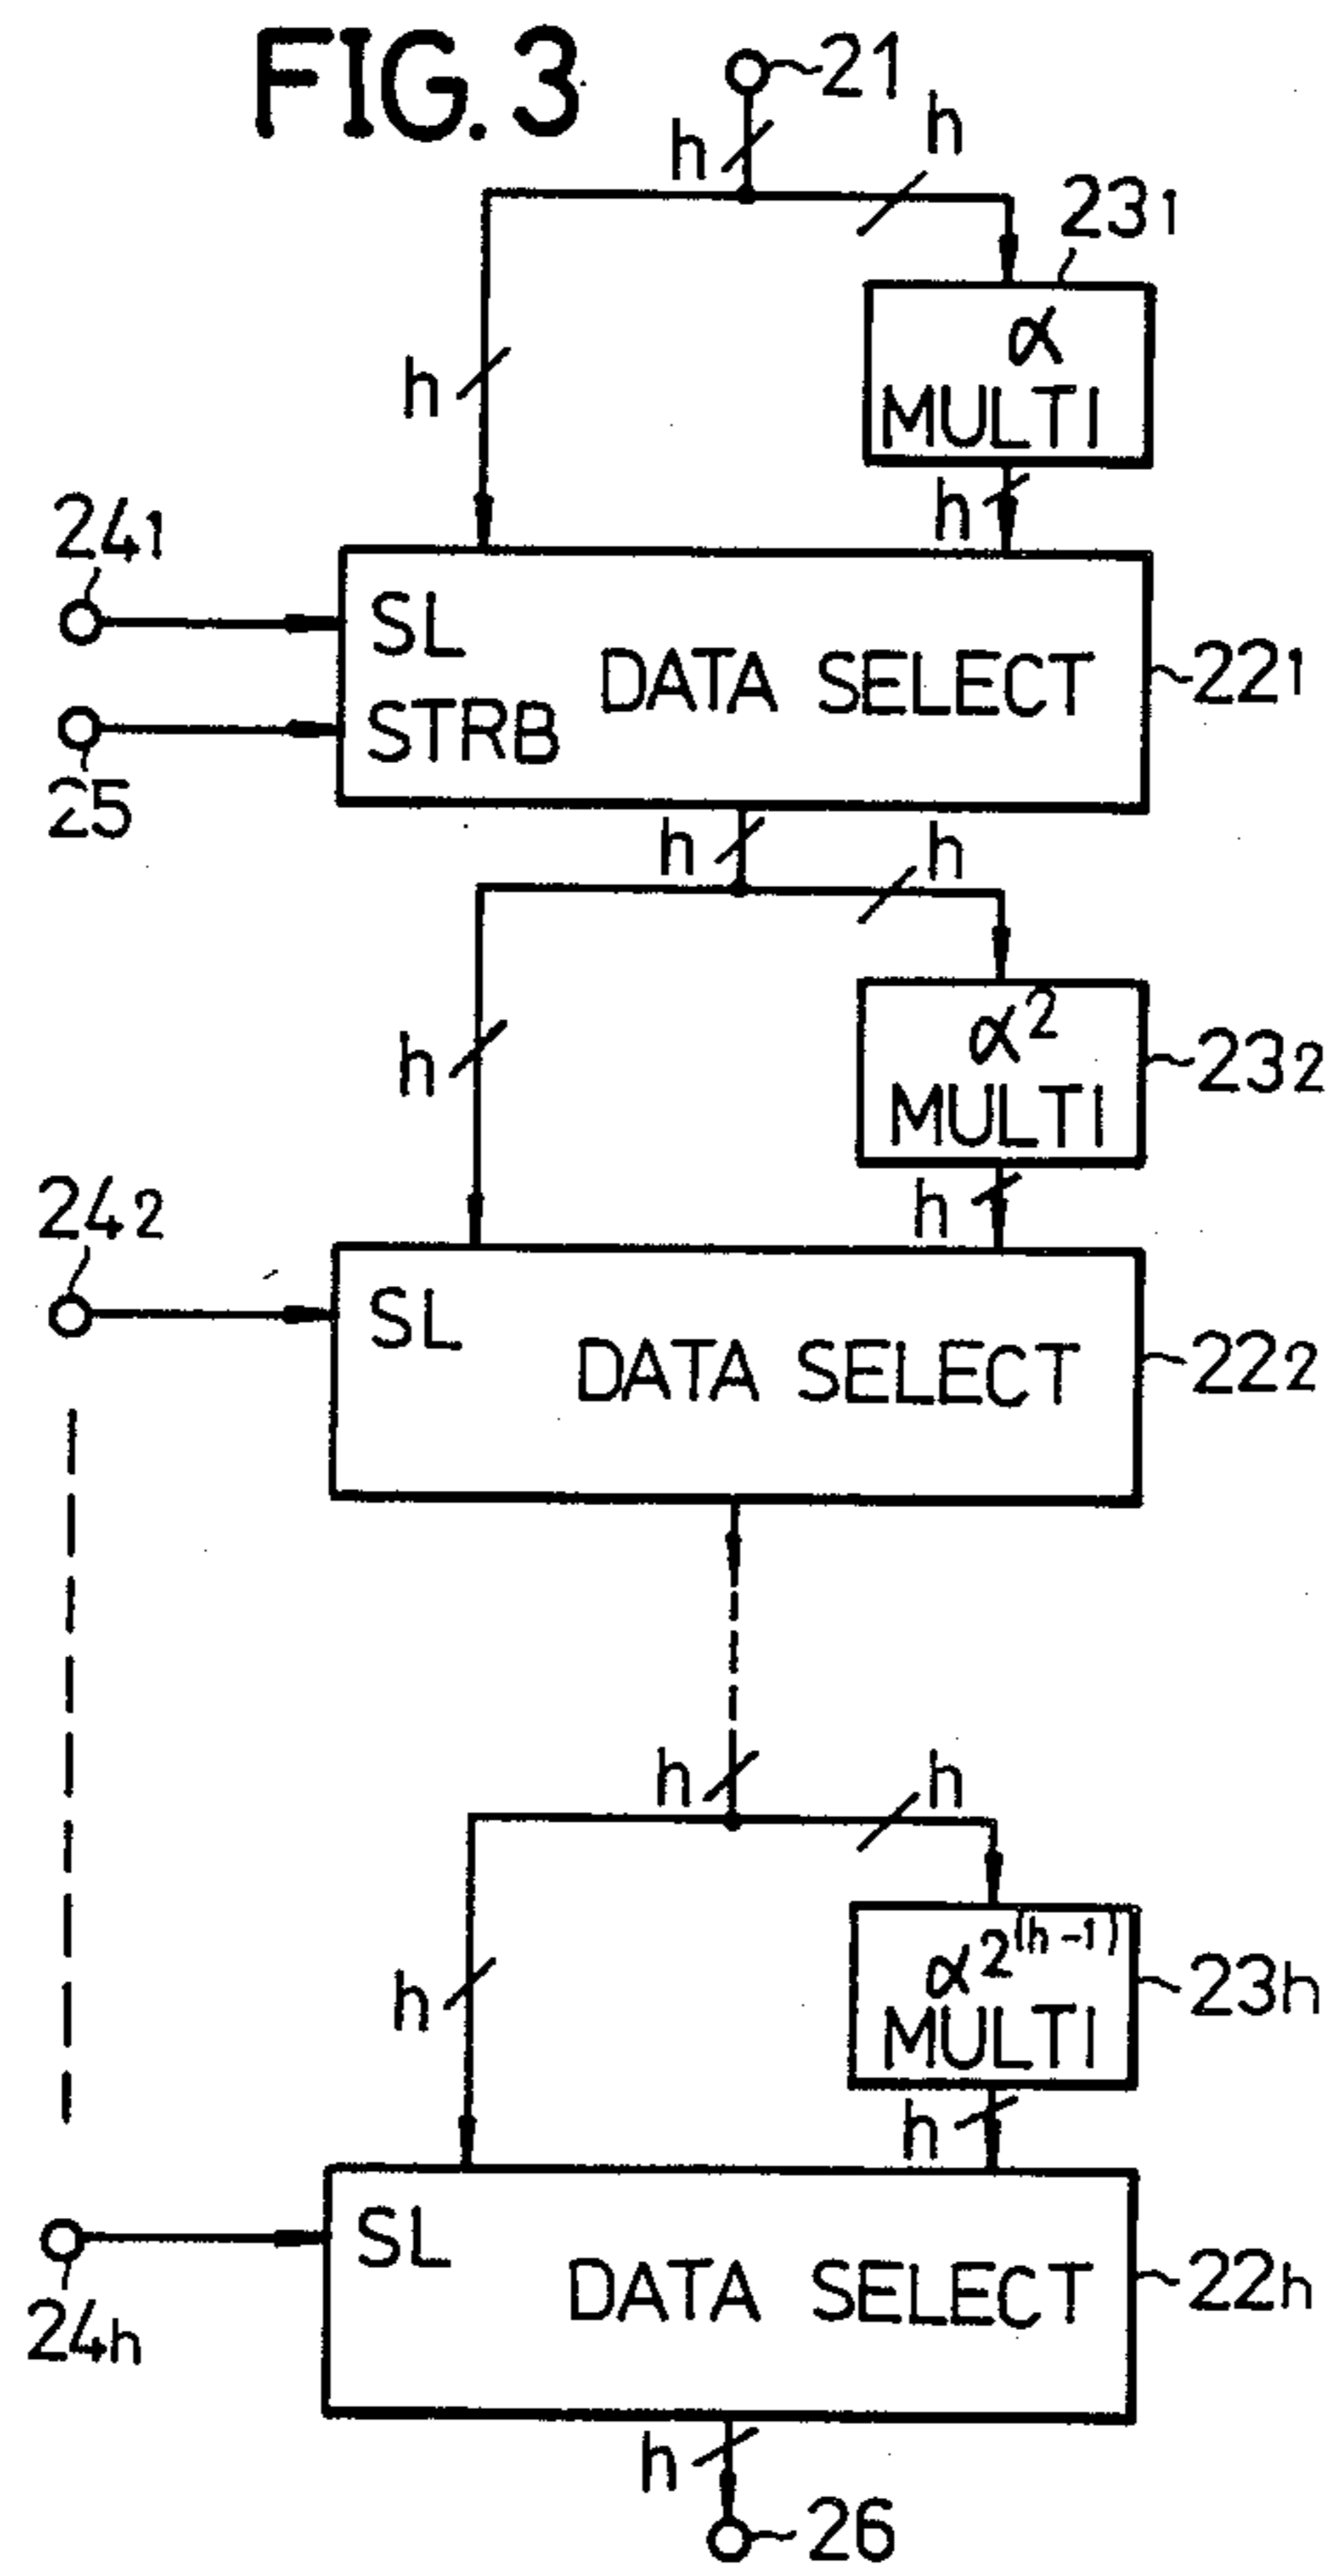 FIG. 3
21
h
h
23₁
α
MULTI
h
h
24₁
SL
DATA SELECT
22₁
STRB
25
h
h
α²
MULTI
23₂
h
h
24₂
SL
DATA SELECT
22₂
h
h
α^2^(h-1)
MULTI
23h
h
h
SL
DATA SELECT
22h
24h
h
26